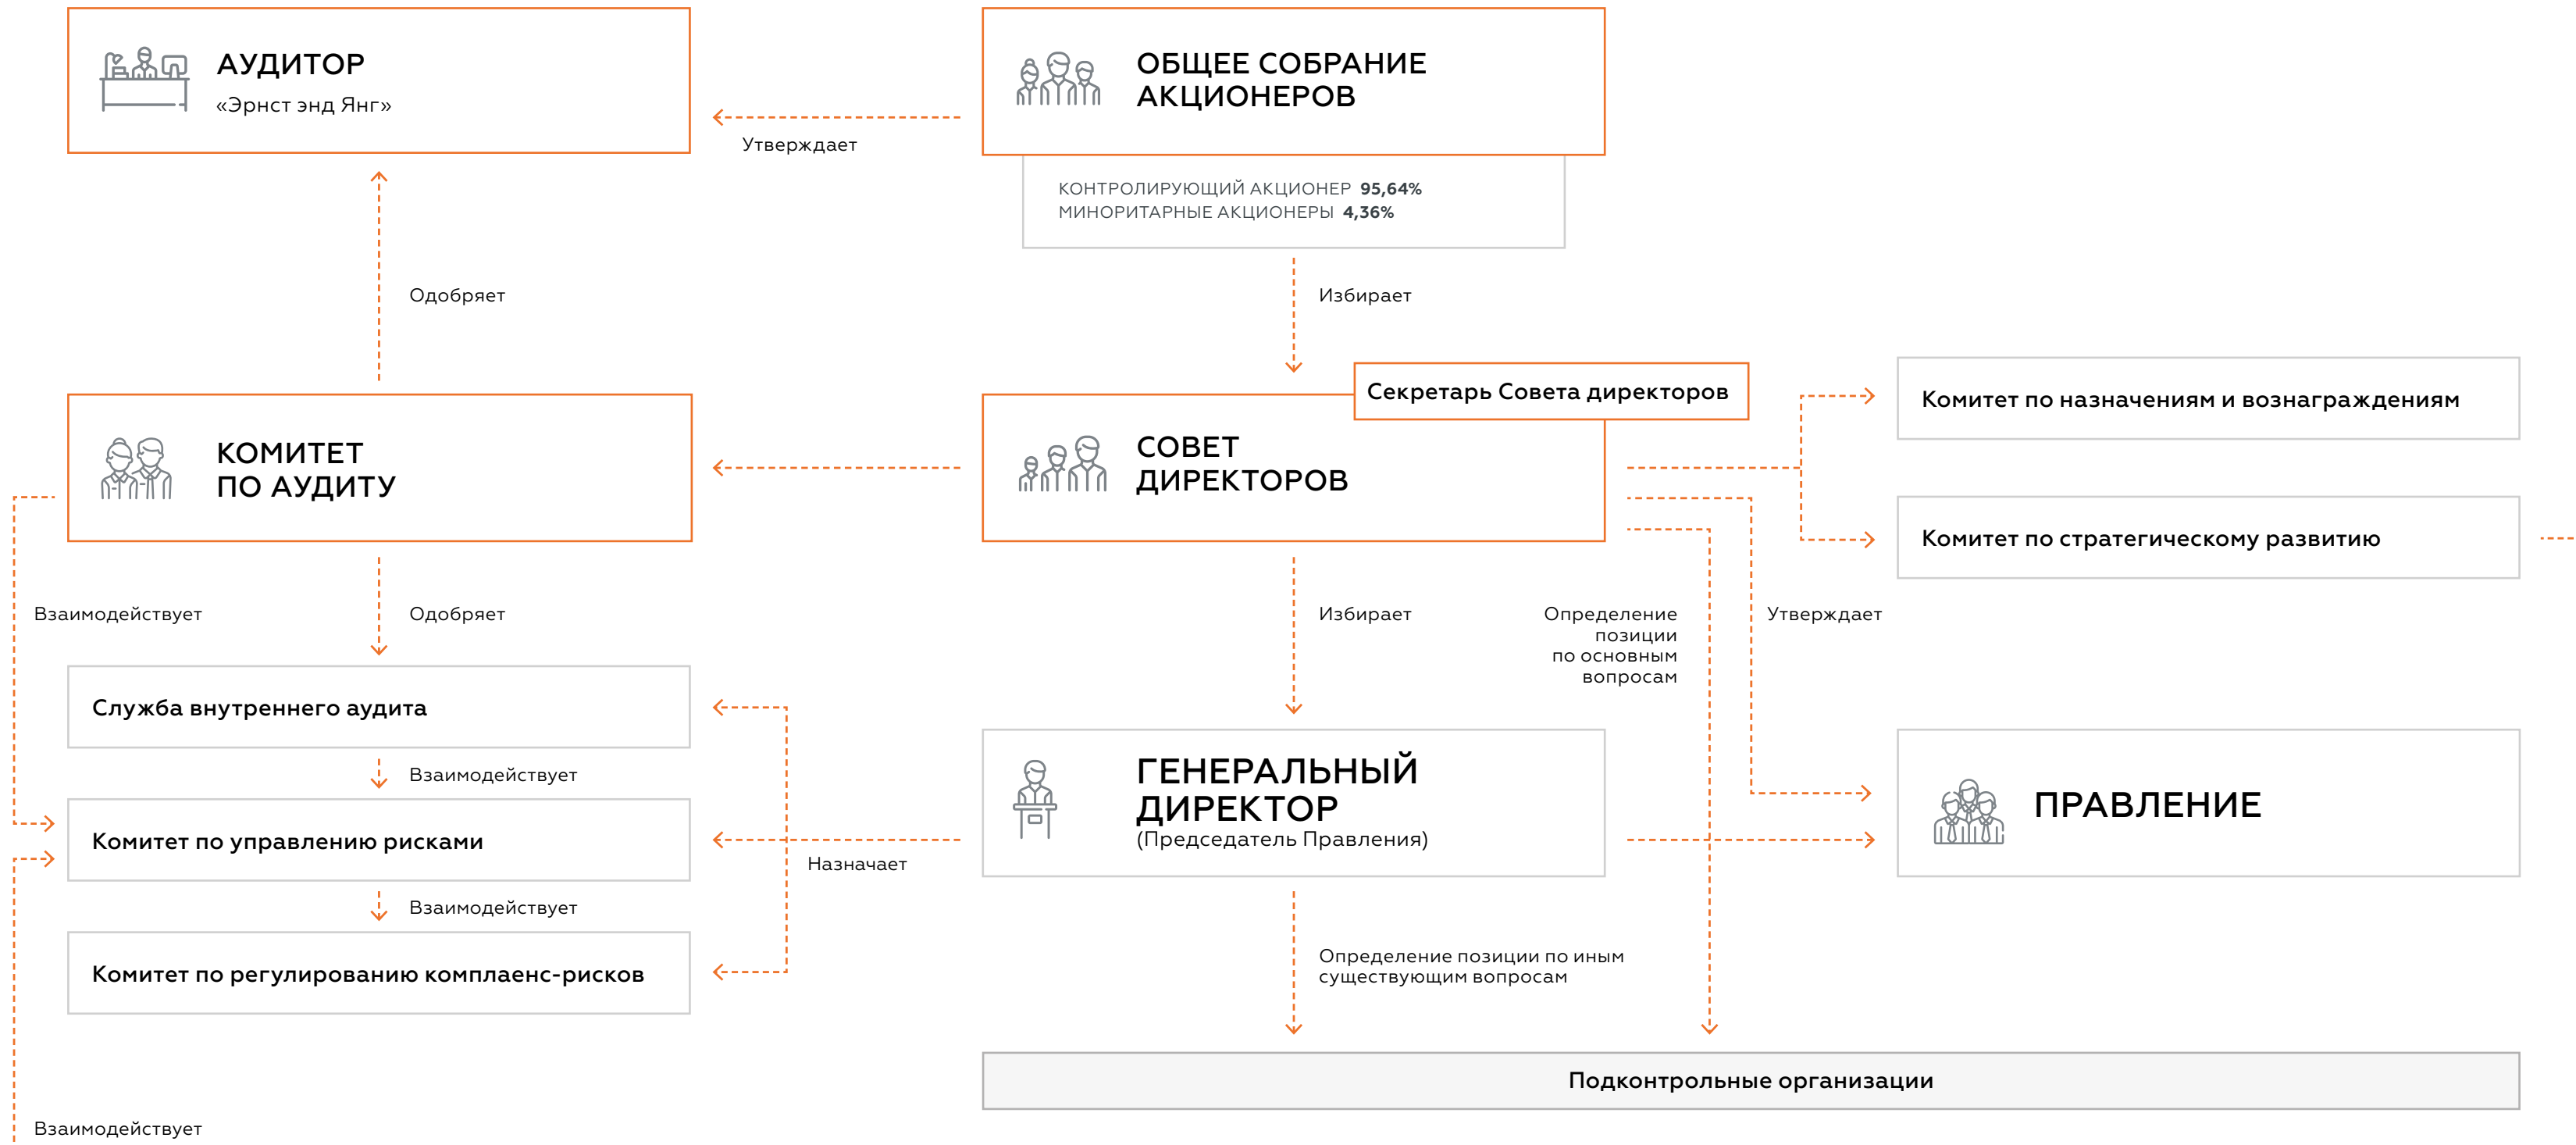 АУДИТОР
«Эрнст энд Янг»
ОБЩЕЕ СОБРАНИЕ
АКЦИОНЕРОВ
Утверждает
КОНТРОЛИРУЮЩИЙ АКЦИОНЕР 95,64%
МИНОРИТАРНЫЕ АКЦИОНЕРЫ 4,36%
Одобряет
Избирает
Секретарь Совета директоров
КОМИТЕТ
ПО АУДИТУ
СОВЕТ
ДИРЕКТОРОВ
Комитет по назначениям и вознаграждениям
Комитет по стратегическому развитию
Взаимодействует
Одобряет
Избирает
Определение
позиции
по основным
вопросам
Утверждает
Служба внутреннего аудита
Взаимодействует
Комитет по управлению рисками
Взаимодействует
Комитет по регулированию комплаенс-рисков
Назначает
ГЕНЕРАЛЬНЫЙ
ДИРЕКТОР
(Председатель Правления)
ПРАВЛЕНИЕ
Определение позиции по иным
существующим вопросам
Подконтрольные организации
Взаимодействует